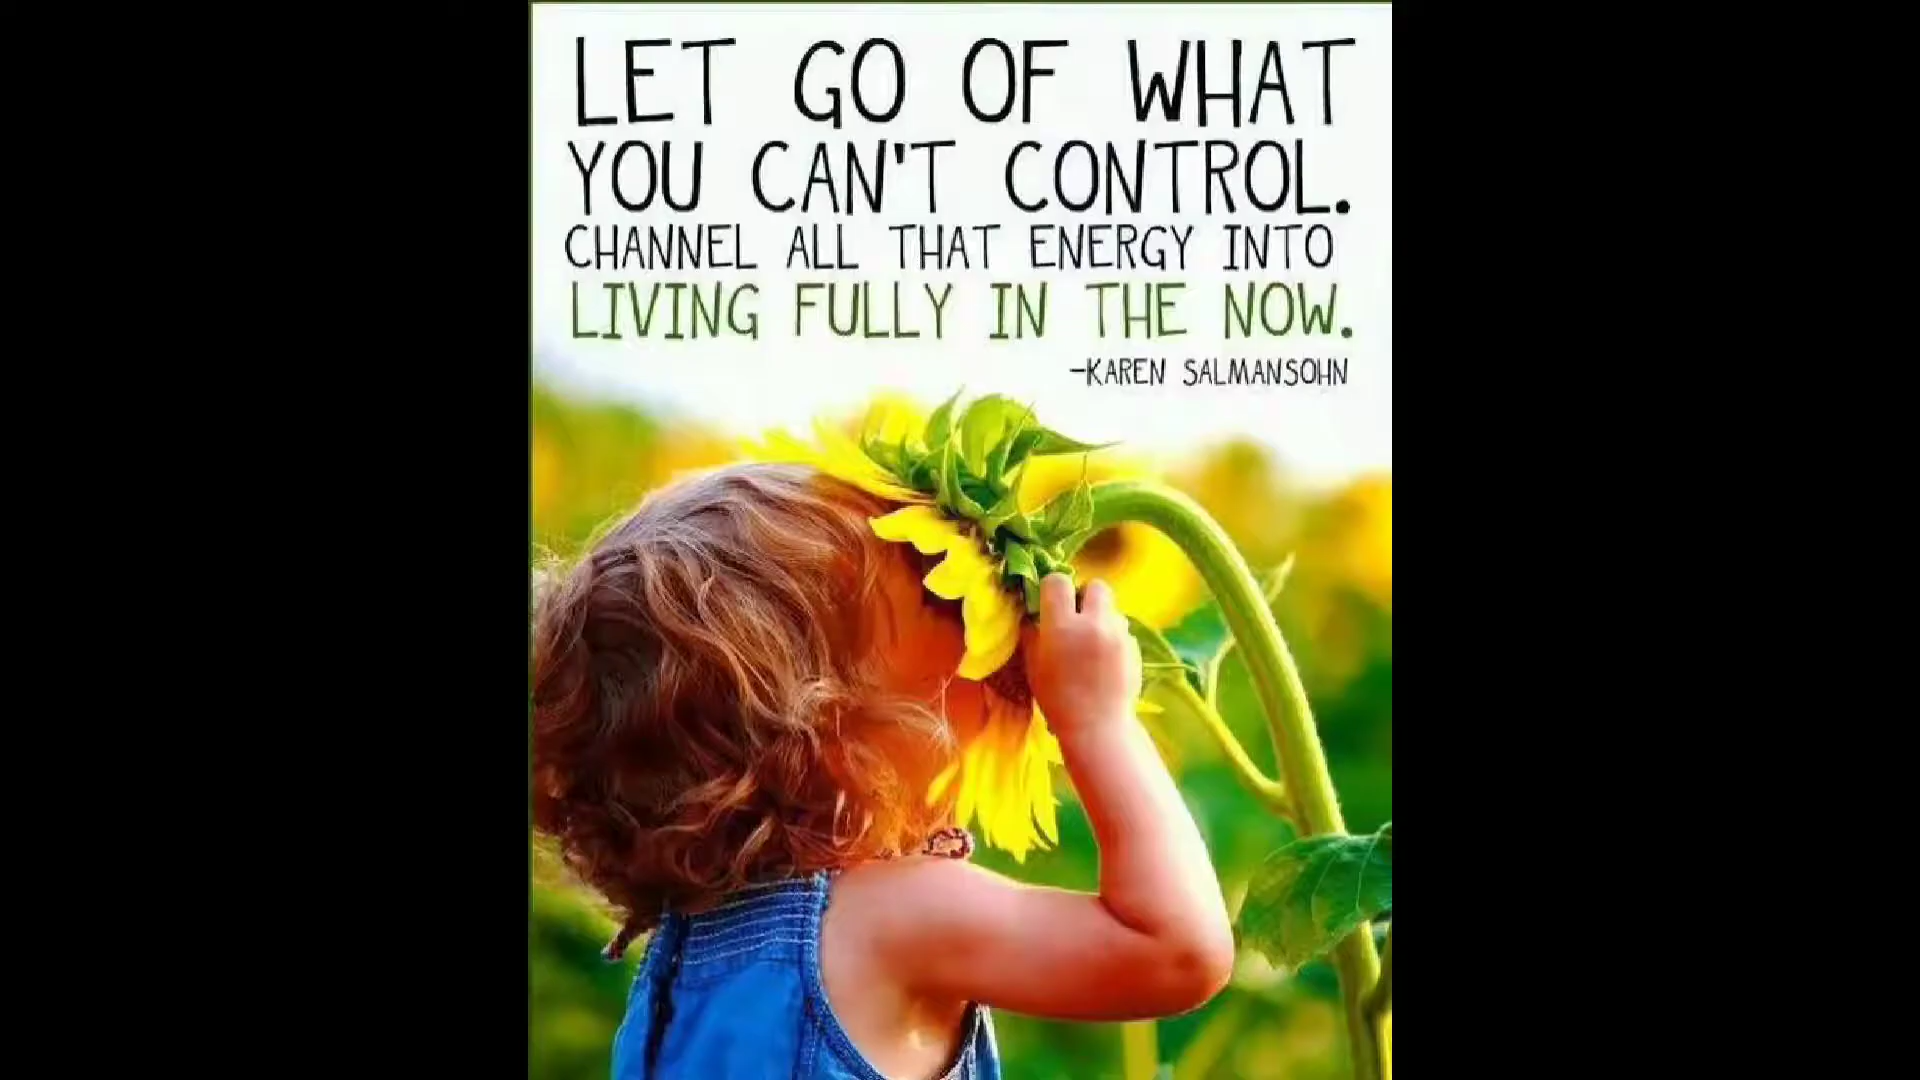 LET GO OF WHAT
YOU CAN'T CONTROL.
CHANNEL ALL THAT ENERGY INTO
LIVING FULLY IN THE NOW.
-KAREN SALMANSOHN